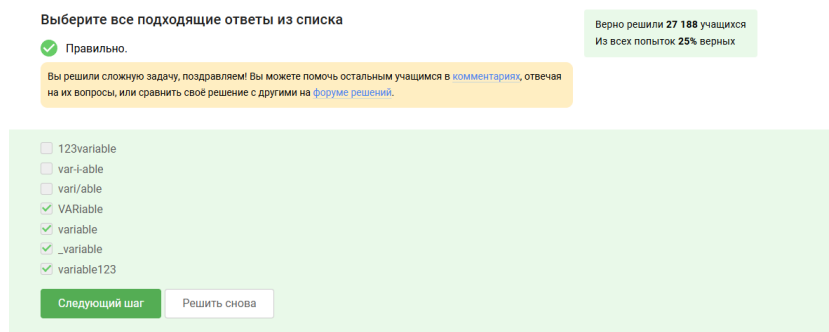 Выберите все подходящие ответы из списка
Верно решили 27 188 учащихся
Из всех попыток 25% верных
Правильно.
Вы решили сложную задачу, поздравляем! Вы можете помочь остальным учащимся в комментариях, отвечая
на их вопросы, или сравнить своё решение с другими на форуме решений.
123variable
var-i-able
vari/able
VARiable
variable
_variable
variable123
Следующий шаг
Решить снова